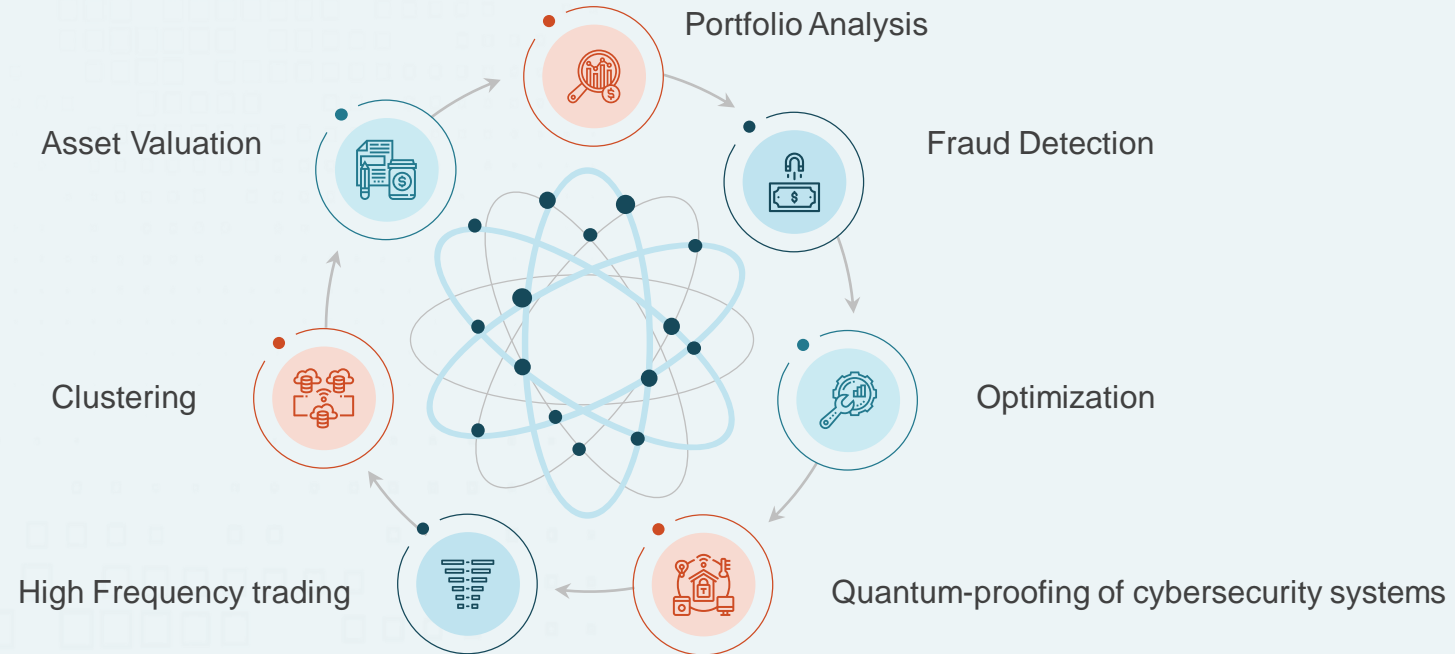 Portfolio Analysis
Asset Valuation
Fraud Detection
Clustering
Optimization
High Frequency trading
Quantum-proofing of cybersecurity systems